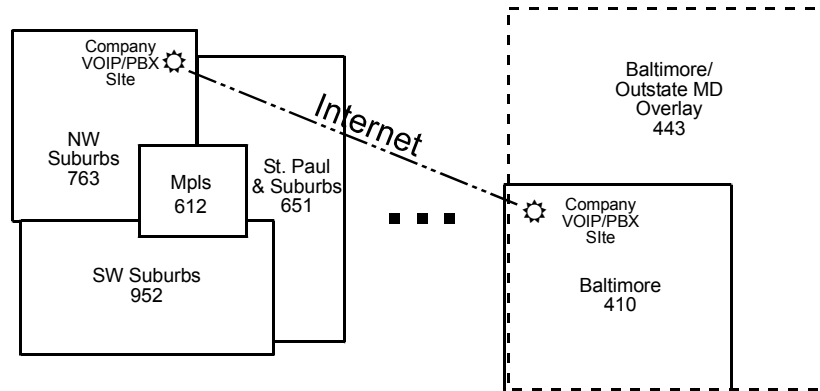 Company
VOIP/PBX
SIte
NW
Suburbs
763
Mpls
612
St. Paul
& Suburbs
651
SW Suburbs
952
Internet
Baltimore/
Outstate MD
Overlay
443
Company
VOIP/PBX
SIte
Baltimore
410